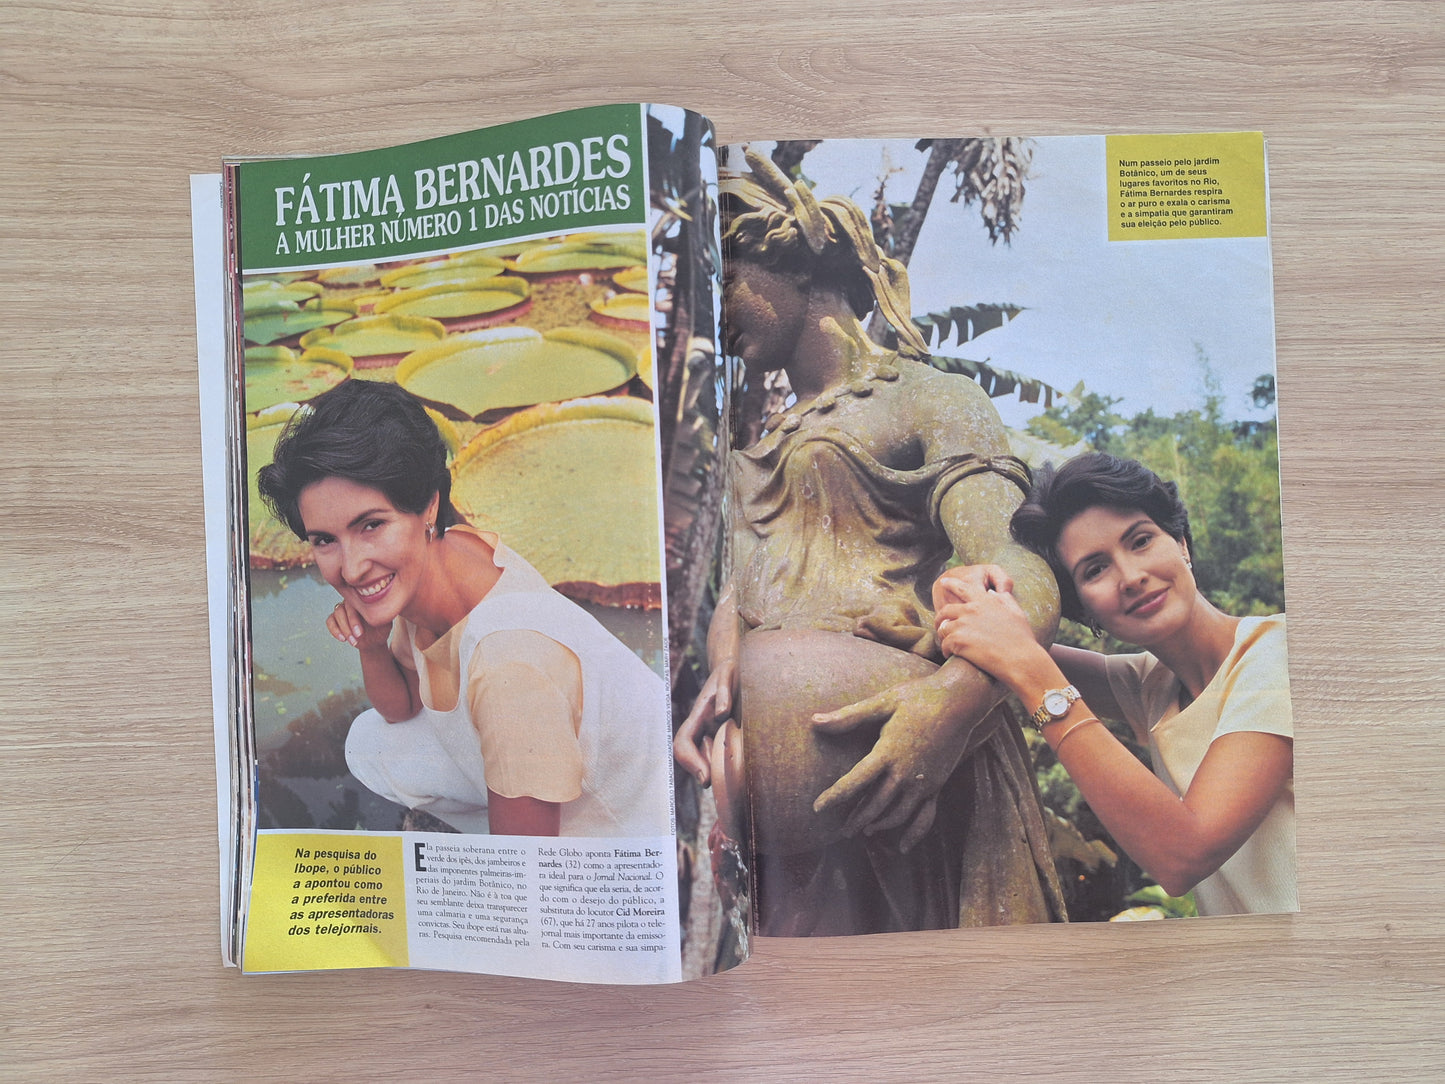 FÁTIMA BERNARDES
A MULHER NÚMERO 1 DAS NOTÍCIAS
Na pesquisa do
Ibope, o público
a apontou como
a preferida entre
as apresentadoras
dos telejornais.
Ela passeia soberana entre o
verde dos ipês, dos jambeiros e
das imponentes palmeiras-im-
periais do jardim Botânico, no
Rio de Janeiro. Não é à toa que
seu semblante deixa transparecer
uma calmaria e uma segurança
convictas. Seu ibope está nas altu-
ras. Pesquisa encomendada pela
Rede Globo aponta Fátima Ber-
nardes (32) como a apresentado-
ra ideal para o Jornal Nacional. O
que significa que ela seria, de acor-
do com o desejo do público, a
substituta do locutor Cid Moreira
(67), que há 27 anos pilota o tele-
jornal mais importante da emisso-
ra. Com seu carisma e sua simpa-
Num passeio pelo jardim
Botânico, um de seus
lugares favoritos no Rio,
Fátima Bernardes respira
o ar puro e exala o carisma
e a simpatia que garantiram
sua eleição pelo público.